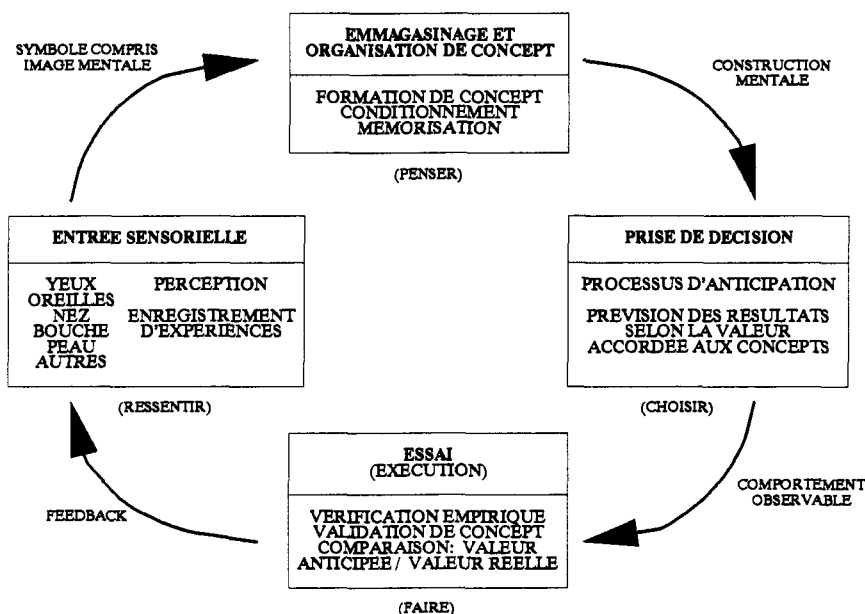 EMMAGASINAGE ET
ORGANISATION DE CONCEPT
FORMATION DE CONCEPT
CONDITIONNEMENT
MEMORISATION
(PENSER)
SYMBOLE COMPRIS
IMAGE MENTALE
CONSTRUCTION
MENTALE
ENTREE SENSORIELLE
YEUX PERCEPTION
OREILLES
NEZ ENREGISTREMENT
BOUCHE D'EXPERIENCES
PEAU
AUTRES
(RESSENTIR)
PRISE DE DECISION
PROCESSUS D'ANTICIPATION
PREVISION DES RESULTATS
SELON LA VALEUR
ACCORDEE AUX CONCEPTS
(CHOISIR)
ESSAI
(EXECUTION)
VERIFICATION EMPIRIQUE
VALIDATION DE CONCEPT
COMPARAISON: VALEUR
ANTICIPEE / VALEUR REELLE
(FAIRE)
FEEDBACK
COMPORTEMENT
OBSERVABLE